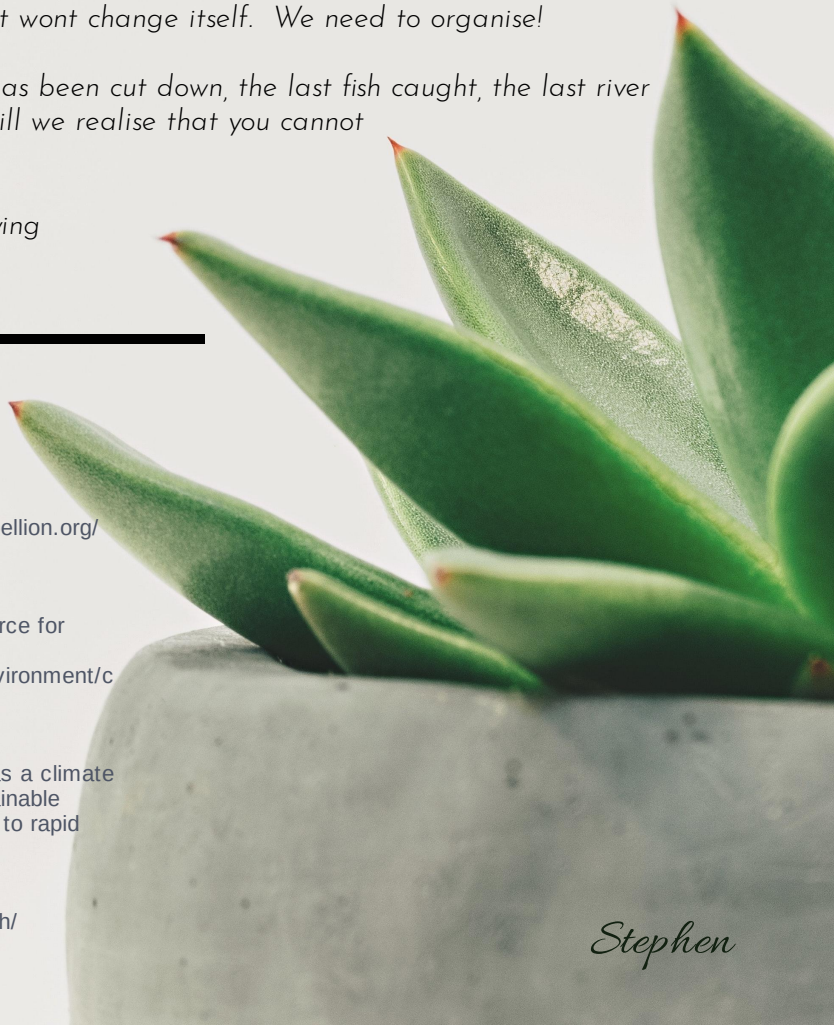 t wont change itself.  We need to organise!
as been cut down, the last fish caught, the last river
ill we realise that you cannot
ing
ellion.org/
rce for
vironment/c
s a climate
inable
to rapid
h/
Stephen